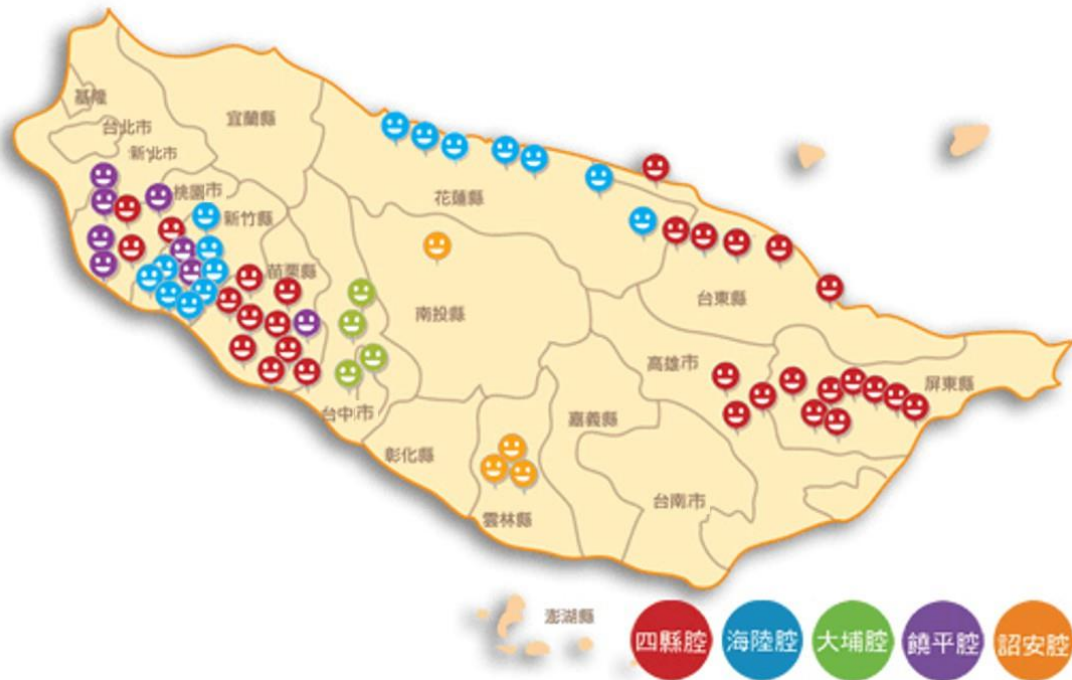 基隆
台北市
新北市
宜蘭縣
桃園市
新竹縣
花蓮縣
苗栗縣
南投縣
台東縣
台中市
高雄市
屏東縣
彰化縣
嘉義縣
台南市
雲林縣
澎湖縣
四縣腔
海陸腔
大埔腔
饒平腔
詔安腔